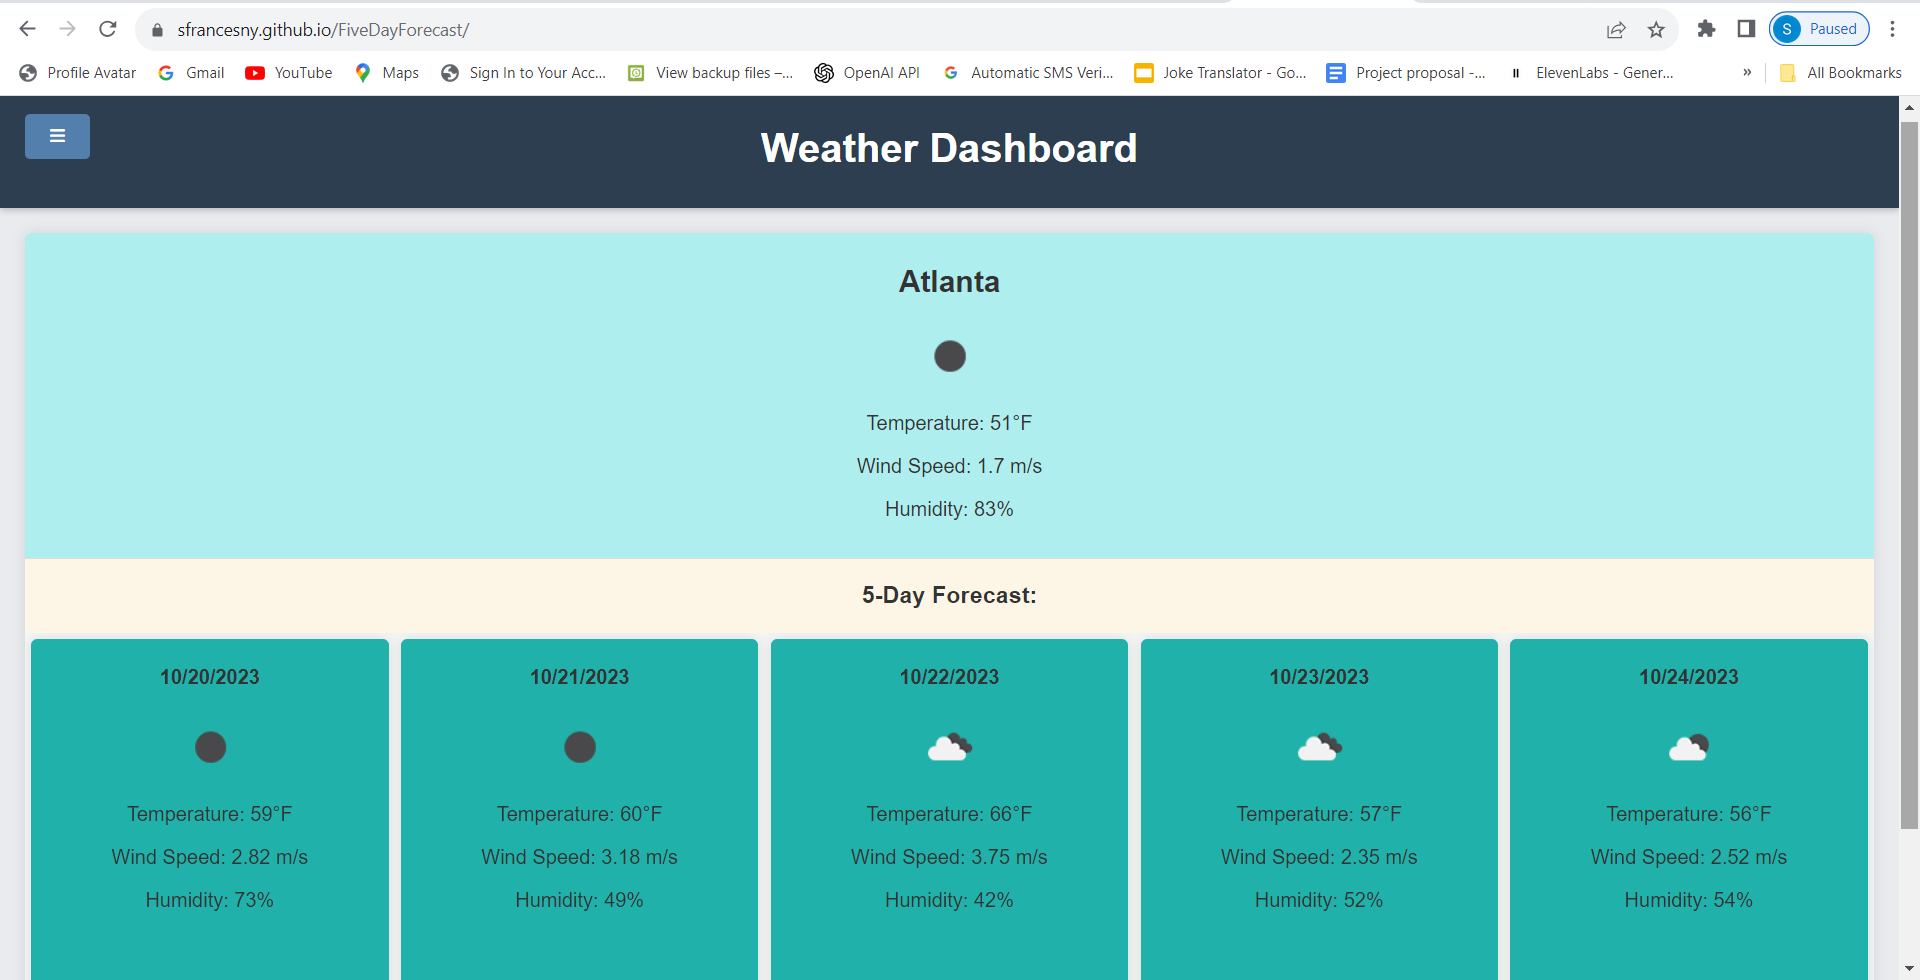 sfrancesny.github.io/FiveDayForecast/
S Paused
Profile Avatar Gmail YouTube Maps Sign In to Your Acc... View backup files –... OpenAI API Automatic SMS Veri... Joke Translator - Go... Project proposal -... ElevenLabs - Gener... » All Bookmarks
Weather Dashboard
Atlanta
Temperature: 51°F
Wind Speed: 1.7 m/s
Humidity: 83%
5-Day Forecast:
10/20/2023
Temperature: 59°F
Wind Speed: 2.82 m/s
Humidity: 73%
10/21/2023
Temperature: 60°F
Wind Speed: 3.18 m/s
Humidity: 49%
10/22/2023
Temperature: 66°F
Wind Speed: 3.75 m/s
Humidity: 42%
10/23/2023
Temperature: 57°F
Wind Speed: 2.35 m/s
Humidity: 52%
10/24/2023
Temperature: 56°F
Wind Speed: 2.52 m/s
Humidity: 54%